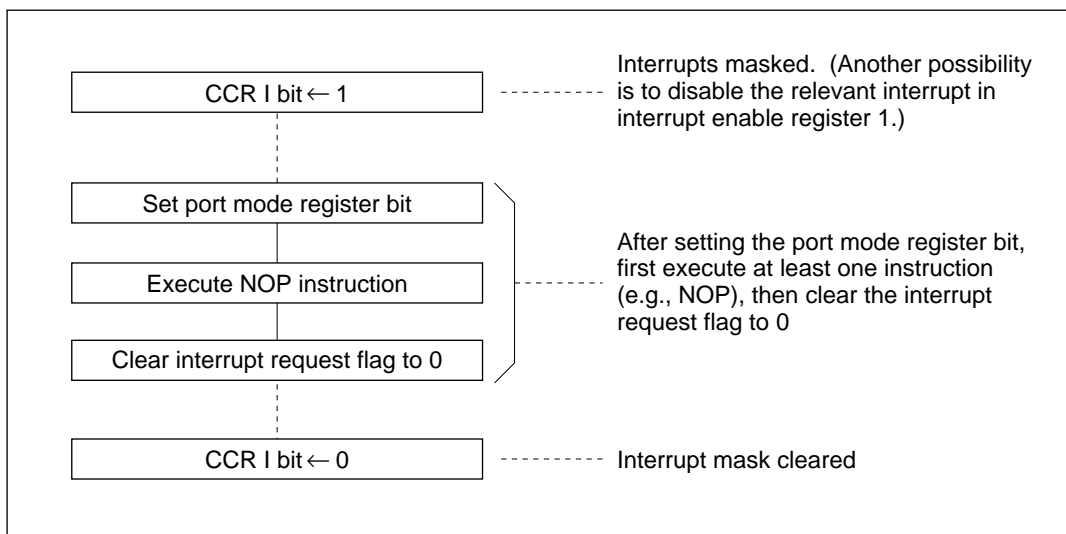 CCR I bit ← 1
Interrupts masked. (Another possibility
is to disable the relevant interrupt in
interrupt enable register 1.)
Set port mode register bit
Execute NOP instruction
Clear interrupt request flag to 0
After setting the port mode register bit,
first execute at least one instruction
(e.g., NOP), then clear the interrupt
request flag to 0
CCR I bit ← 0
Interrupt mask cleared